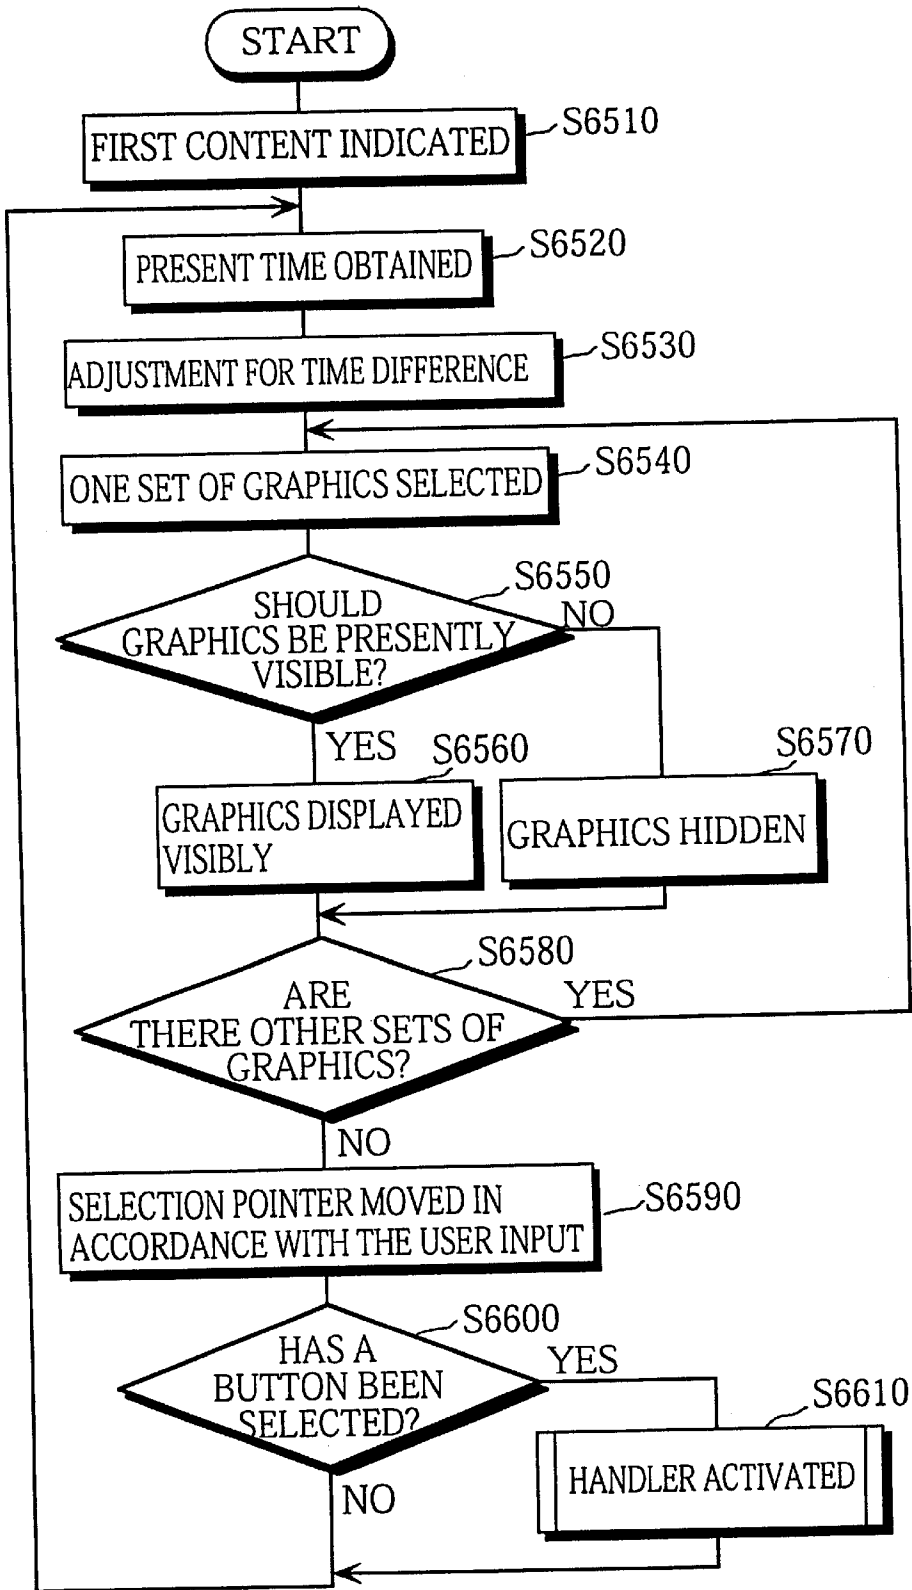 START
FIRST CONTENT INDICATED
S6510
PRESENT TIME OBTAINED
S6520
ADJUSTMENT FOR TIME DIFFERENCE
S6530
ONE SET OF GRAPHICS SELECTED
S6540
S6550
SHOULD
GRAPHICS BE PRESENTLY
VISIBLE?
NO
YES
S6560
GRAPHICS DISPLAYED
VISIBLY
S6570
GRAPHICS HIDDEN
S6580
ARE
THERE OTHER SETS OF
GRAPHICS?
YES
NO
SELECTION POINTER MOVED IN
ACCORDANCE WITH THE USER INPUT
S6590
S6600
HAS A
BUTTON BEEN
SELECTED?
YES
S6610
HANDLER ACTIVATED
NO